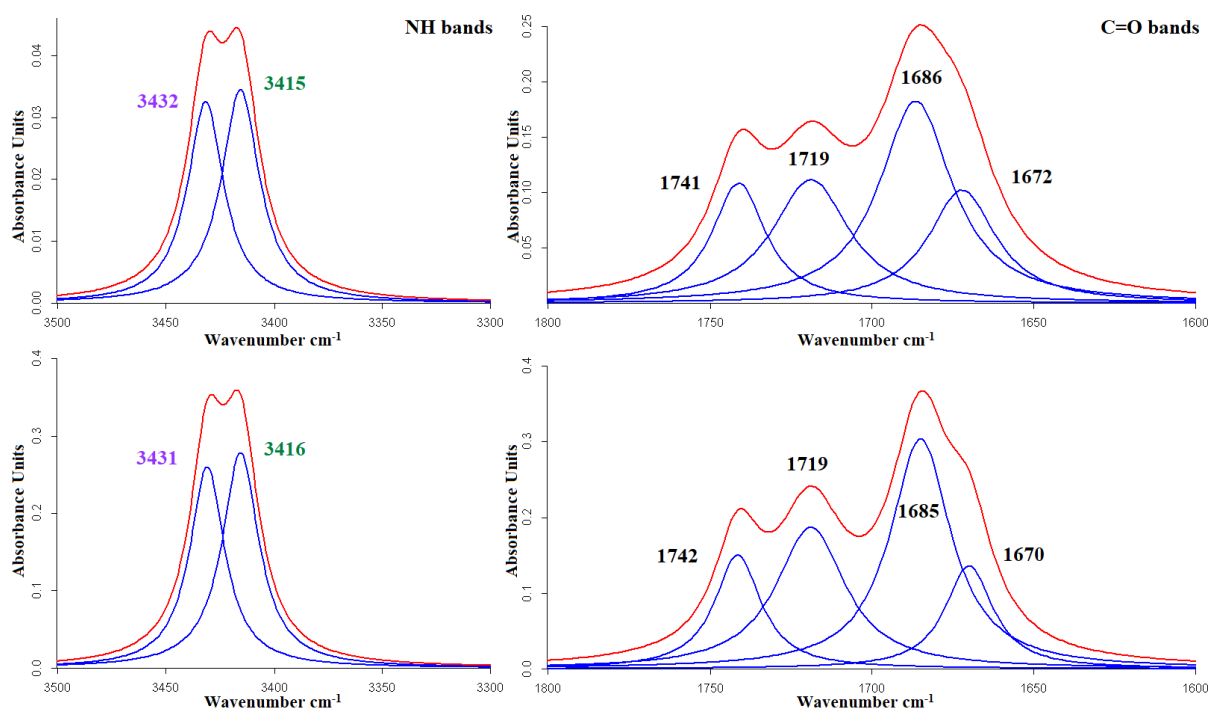 NH bands
Absorbance Units
0.00 0.01 0.02 0.03 0.04
3432
3415
3500 3450 3400 3350 3300
Wavenumber cm-1
C=O bands
Absorbance Units
0.05 0.10 0.15 0.20 0.25
1741
1719
1686
1672
1800 1750 1700 1650 1600
Wavenumber cm-1
Absorbance Units
0.0 0.1 0.2 0.3 0.4
3431
3416
3500 3450 3400 3350 3300
Wavenumber cm-1
Absorbance Units
0.0 0.1 0.2 0.3 0.4
1742
1719
1685
1670
1800 1750 1700 1650 1600
Wavenumber cm-1